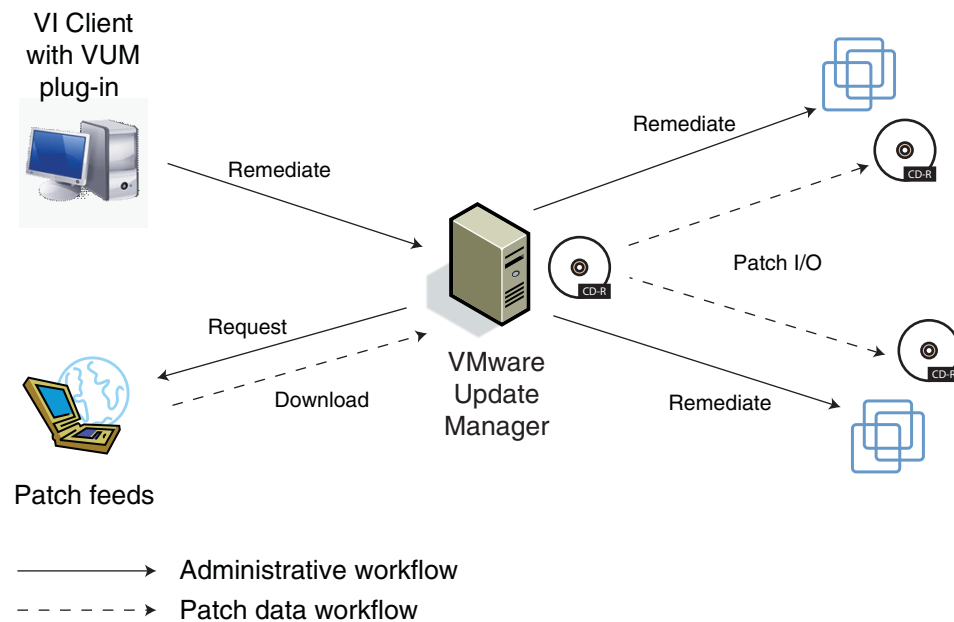 VI Client
with VUM
plug-in
Remediate
Remediate
CD-R
CD-R
Patch I/O
Request
Download
VMware
Update
Manager
CD-R
Remediate
Patch feeds
Administrative workflow
Patch data workflow